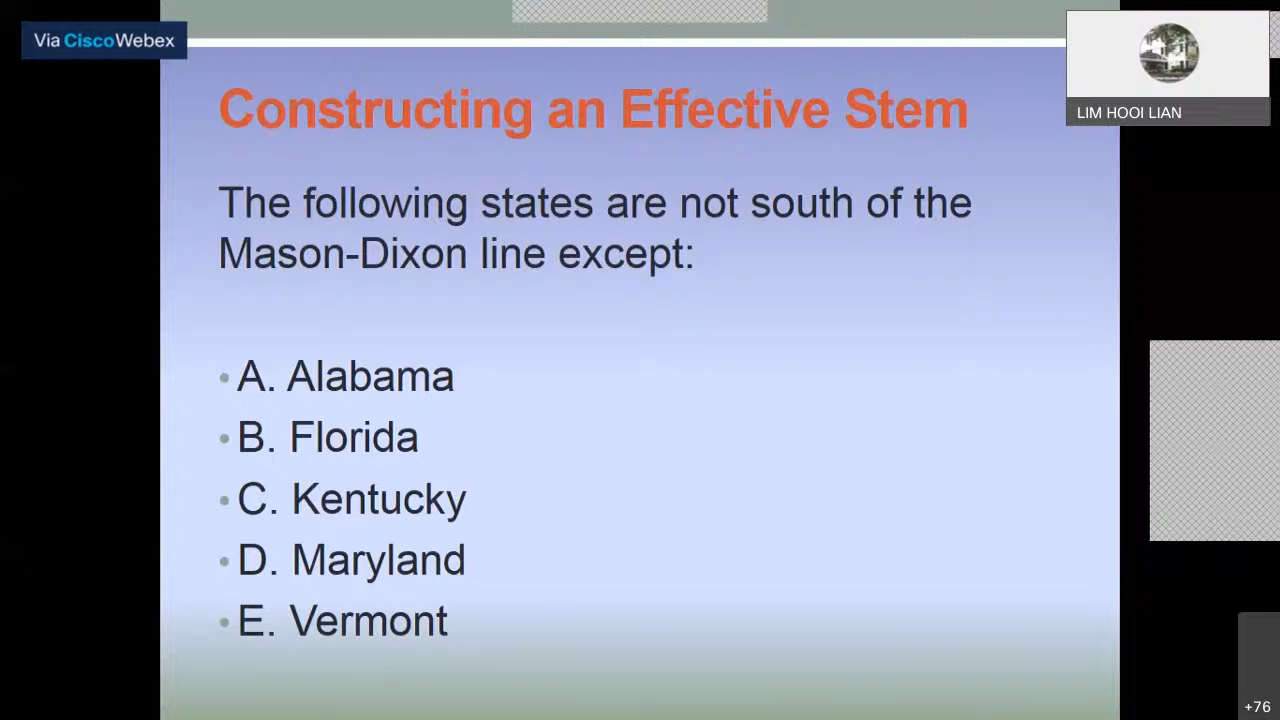 Via CiscoWebex
LIM HOOI LIAN
Constructing an Effective Stem
The following states are not south of the
Mason-Dixon line except:
• A. Alabama
• B. Florida
• C. Kentucky
• D. Maryland
• E. Vermont
+76